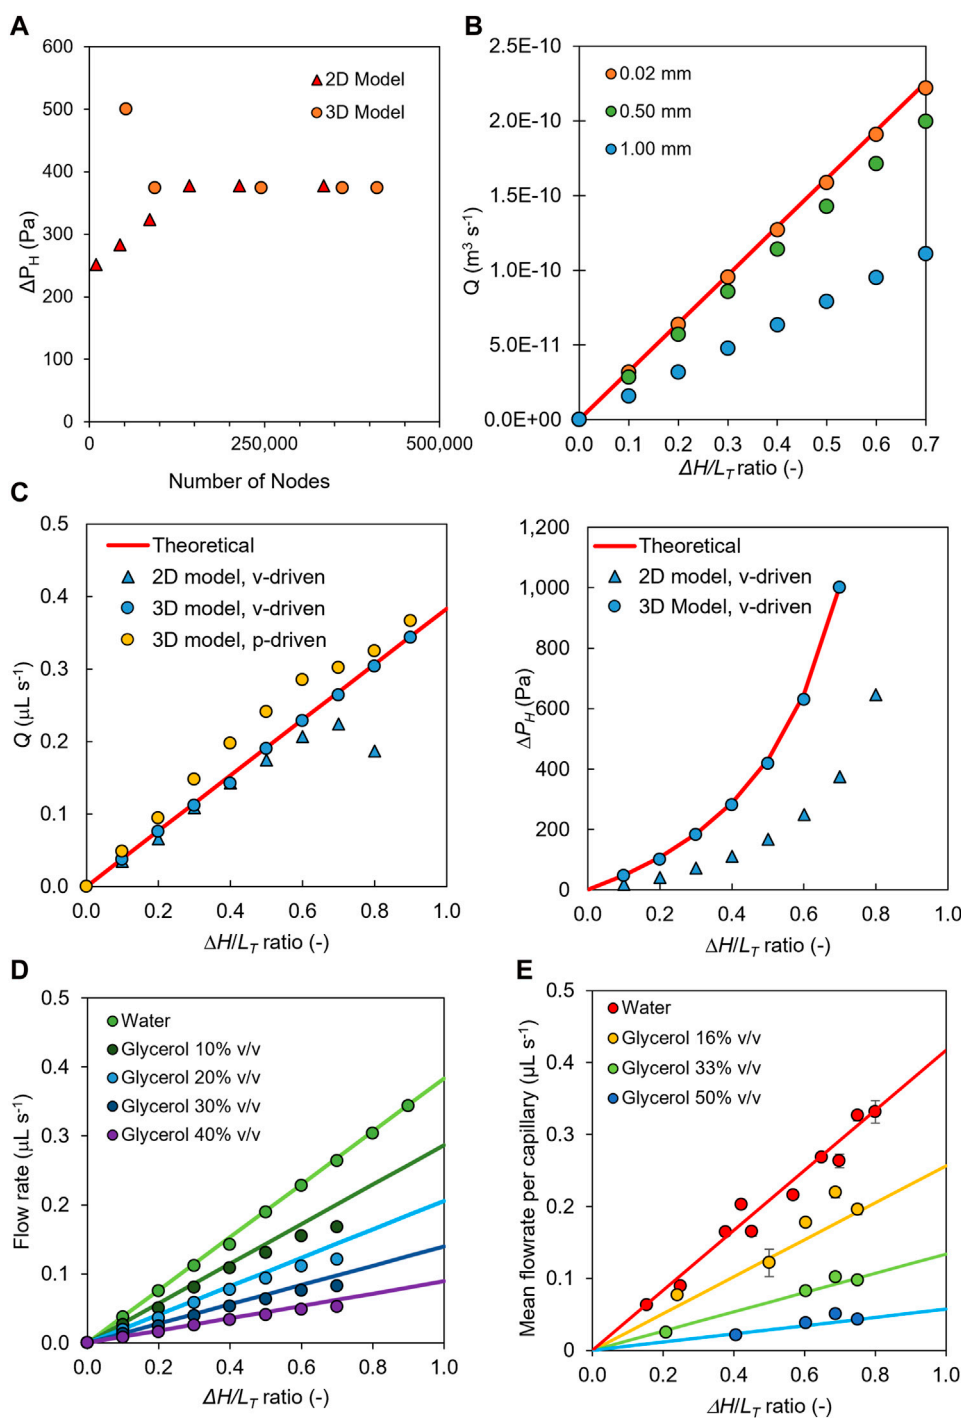 A
ΔP_H (Pa)
600
500
400
300
200
100
0
2D Model
3D Model
0
250,000
500,000
Number of Nodes
B
Q (m³ s⁻¹)
2.5E-10
2.0E-10
1.5E-10
1.0E-10
5.0E-11
0.0E+00
0.02 mm
0.50 mm
1.00 mm
0.0 0.1 0.2 0.3 0.4 0.5 0.6 0.7
ΔH/L_T ratio (-)
C
Q (µL s⁻¹)
0.5
0.4
0.3
0.2
0.1
0.0
Theoretical
2D model, v-driven
3D model, v-driven
3D model, p-driven
0.0 0.2 0.4 0.6 0.8 1.0
ΔH/L_T ratio (-)
ΔP_H (Pa)
1,200
1,000
800
600
400
200
0
Theoretical
2D model, v-driven
3D Model, v-driven
0.0 0.2 0.4 0.6 0.8 1.0
ΔH/L_T ratio (-)
D
Flow rate (µL s⁻¹)
0.5
0.4
0.3
0.2
0.1
0.0
Water
Glycerol 10% v/v
Glycerol 20% v/v
Glycerol 30% v/v
Glycerol 40% v/v
0.0 0.2 0.4 0.6 0.8 1.0
ΔH/L_T ratio (-)
E
Mean flowrate per capillary (µL s⁻¹)
0.5
0.4
0.3
0.2
0.1
0
Water
Glycerol 16% v/v
Glycerol 33% v/v
Glycerol 50% v/v
0.0 0.2 0.4 0.6 0.8 1.0
ΔH/L_T ratio (-)